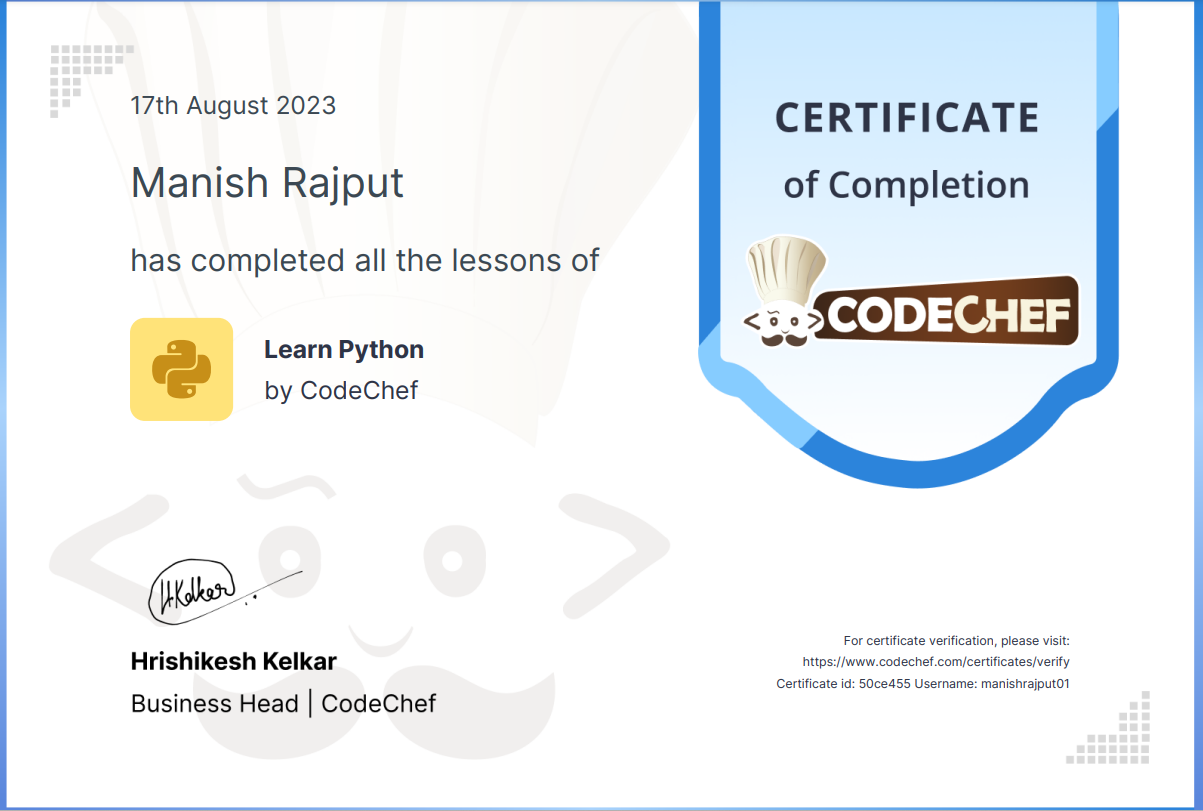 17th August 2023
Manish Rajput
has completed all the lessons of
Learn Python
by CodeChef
HKelkar
Hrishikesh Kelkar
Business Head | CodeChef
CERTIFICATE
of Completion
CODECHEF
For certificate verification, please visit:
https://www.codechef.com/certificates/verify
Certificate id: 50ce455 Username: manishrajput01